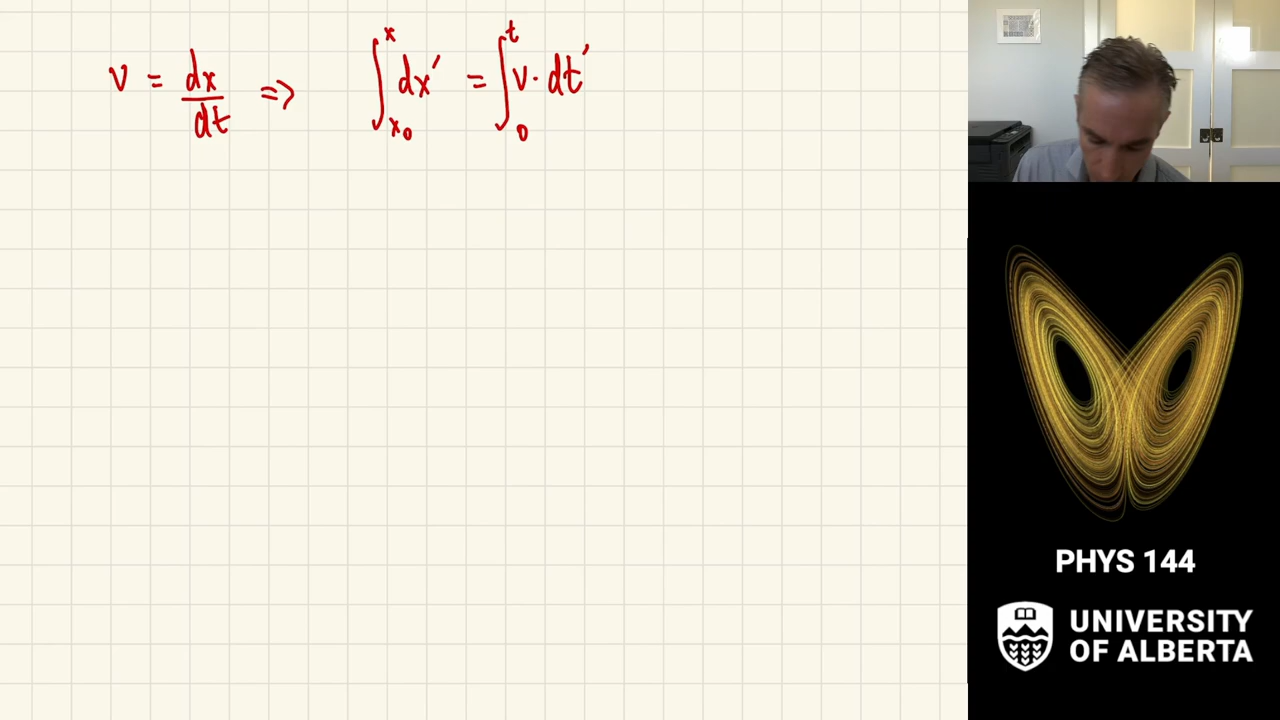 v = dx/dt ⇒ ∫_{x₀}^{x} dx′ = ∫_{0}^{t} v · dt′
PHYS 144
UNIVERSITY
OF ALBERTA